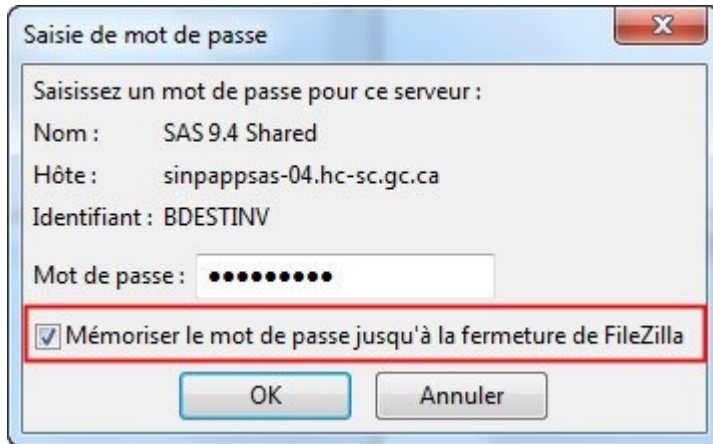 Saisie de mot de passe
Saisissez un mot de passe pour ce serveur :
Nom : SAS 9.4 Shared
Hôte : sinpappsas-04.hc-sc.gc.ca
Identifiant : BDESTINV
Mot de passe : •••••••••
Mémoriser le mot de passe jusqu'à la fermeture de FileZilla
OK Annuler